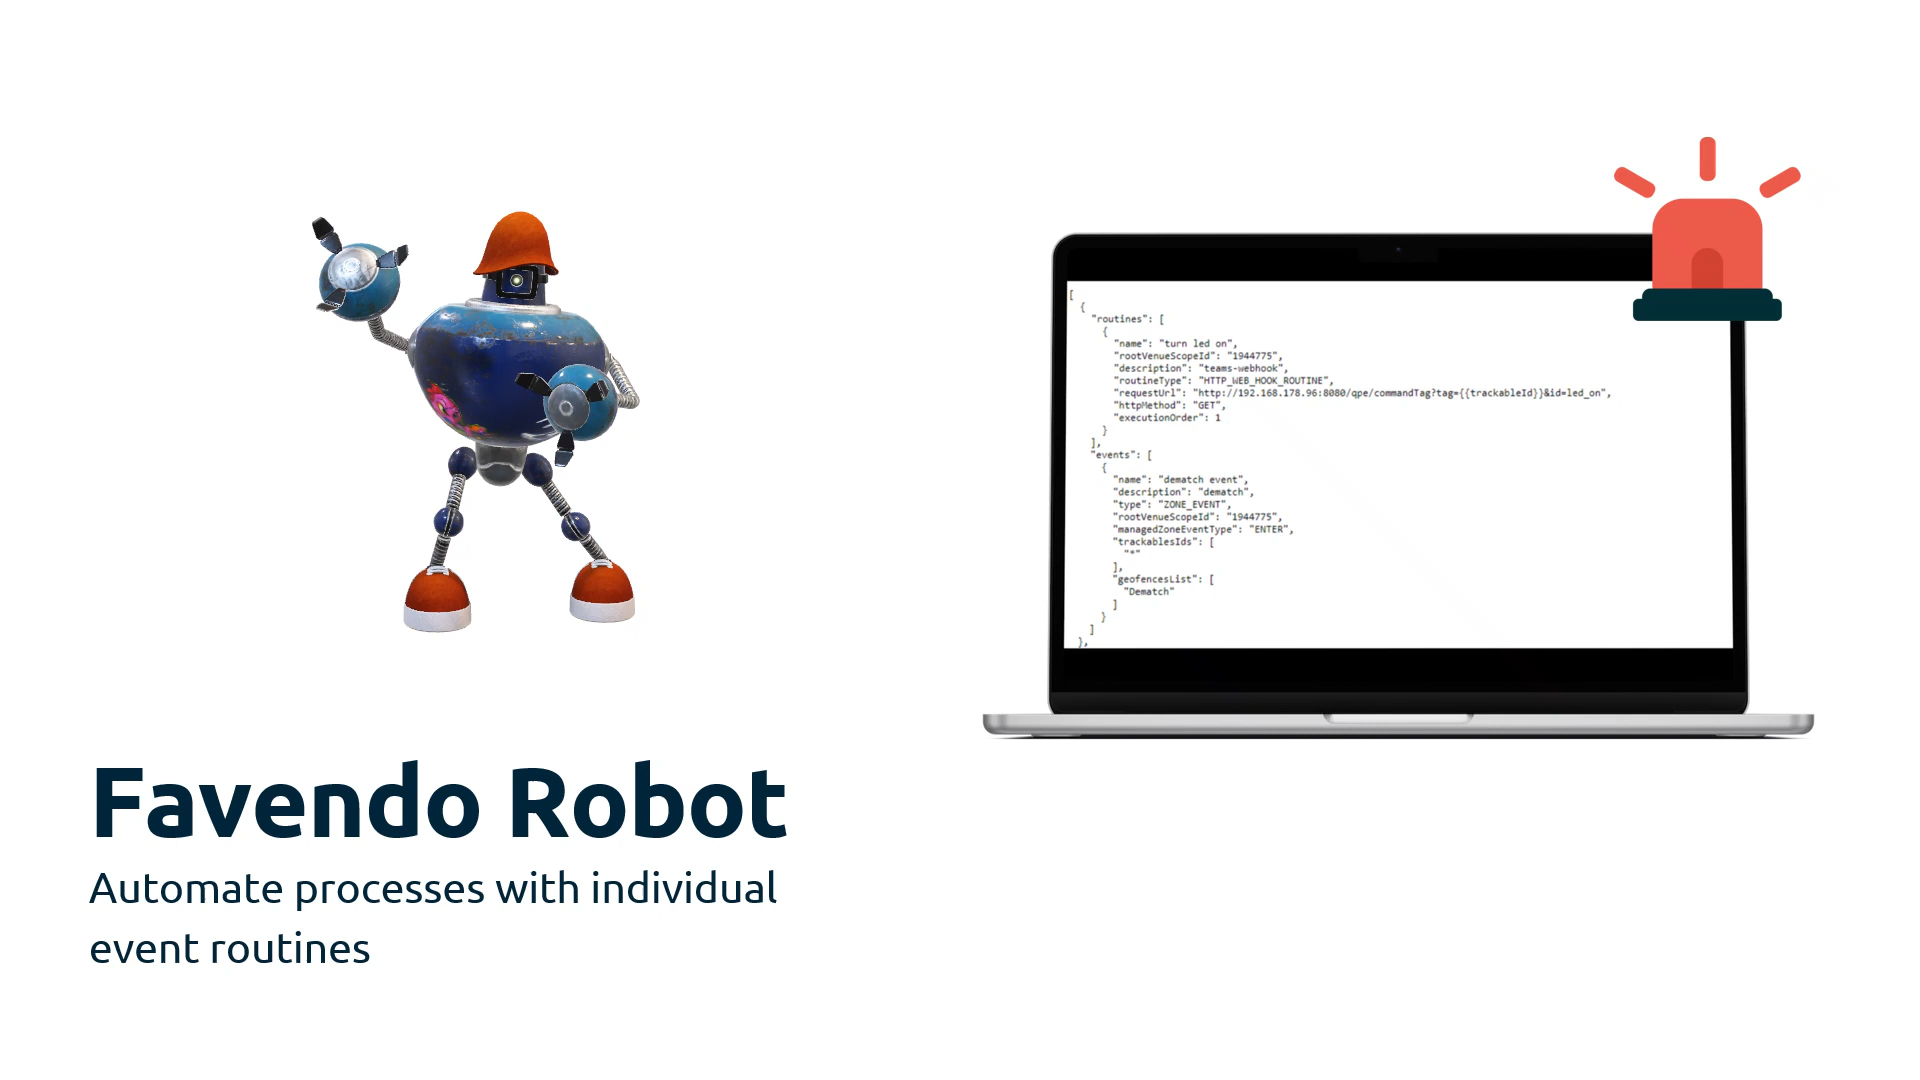 Favendo Robot
Automate processes with individual
event routines
[
{
"routines": [
{
"name": "turn led on",
"rootVenueScopeId": "1944775",
"description": "teams-webhook",
"routineType": "HTTP_WEB_HOOK_ROUTINE",
"requestUrl": "http://192.168.178.96:8080/qpe/commandTag?tag={{trackableId}}&id=led_on",
"httpMethod": "GET",
"executionOrder": 1
}
],
"events": [
{
"name": "dematch event",
"description": "dematch",
"type": "ZONE_EVENT",
"rootVenueScopeId": "1944775",
"managedZoneEventType": "ENTER",
"trackablesIds": [
"*"
],
"geofencesList": [
"Dematch"
]
}
]
},